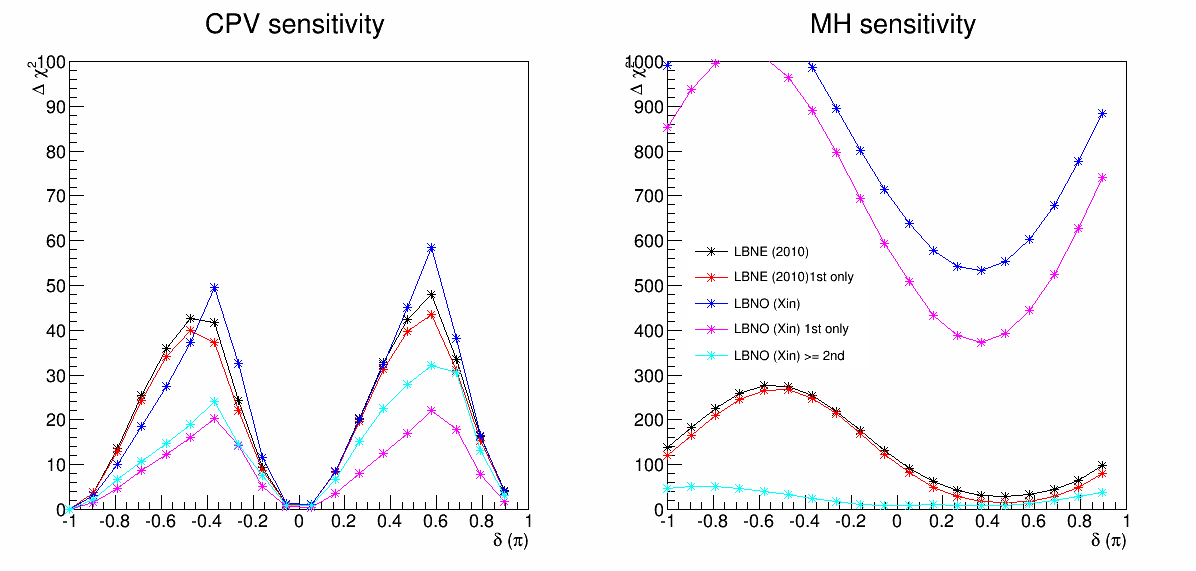 CPV sensitivity
MH sensitivity
Δ χ²
100
90
80
70
60
50
40
30
20
10
0
-1 -0.8 -0.6 -0.4 -0.2 0 0.2 0.4 0.6 0.8 1
δ (π)
Δ χ²
1000
900
800
700
600
500
400
300
200
100
0
LBNE (2010)
LBNE (2010)1st only
LBNO (Xin)
LBNO (Xin) 1st only
LBNO (Xin) >= 2nd
-1 -0.8 -0.6 -0.4 -0.2 0 0.2 0.4 0.6 0.8 1
δ (π)